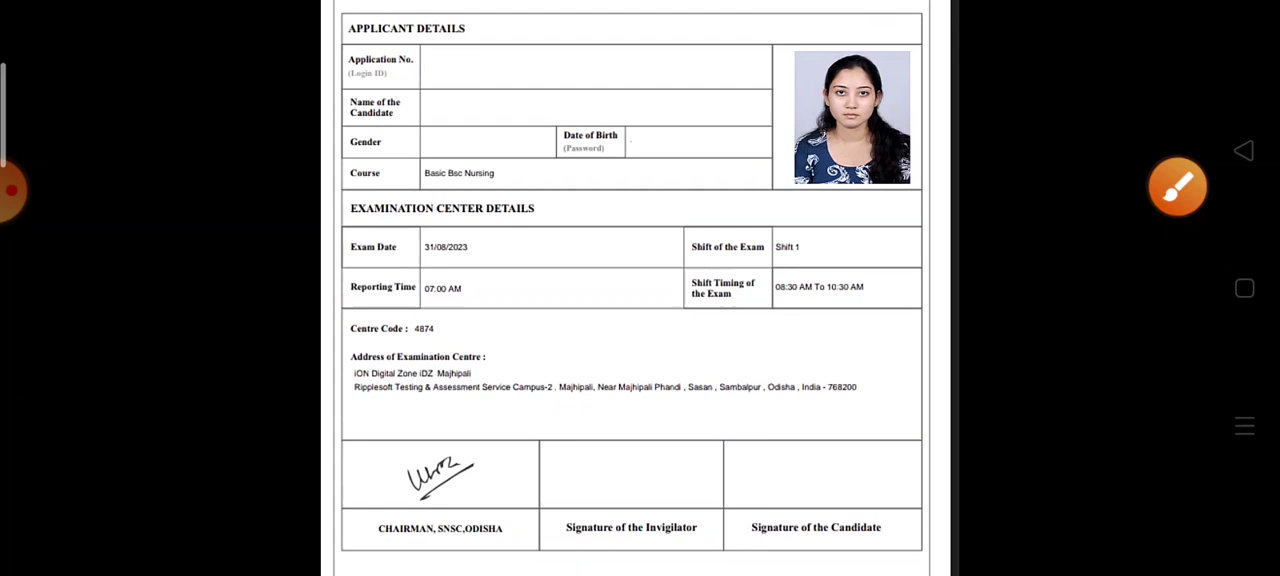 APPLICANT DETAILS
Application No.
(Login ID)
Name of the
Candidate
Gender
Date of Birth
(Password)
Course
Basic Bsc Nursing
EXAMINATION CENTER DETAILS
Exam Date
31/08/2023
Shift of the Exam
Shift 1
Reporting Time
07:00 AM
Shift Timing of
the Exam
08:30 AM To 10:30 AM
Centre Code : 4874
Address of Examination Centre :
iON Digital Zone iDZ Majhipali
Ripplesoft Testing & Assessment Service Campus-2 , Majhipali, Near Majhipali Phandi , Sasan , Sambalpur , Odisha , India - 768200
CHAIRMAN, SNSC,ODISHA
Signature of the Invigilator
Signature of the Candidate